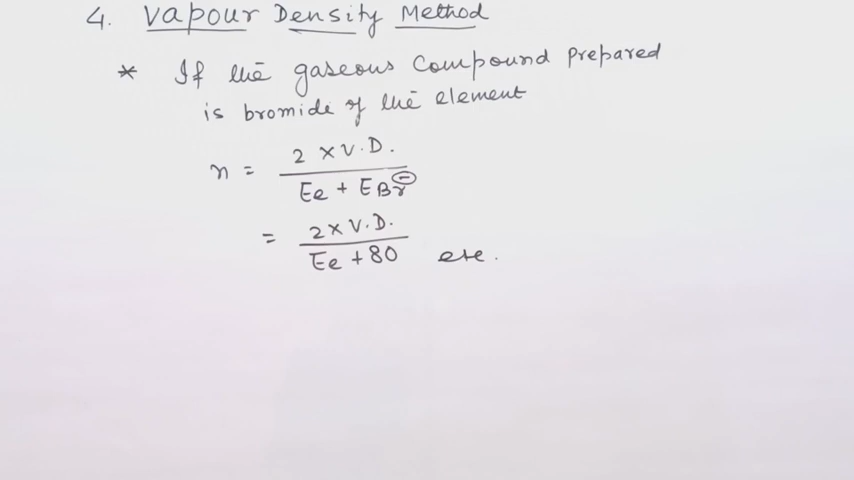 4. Vapour Density Method
* If the gaseous compound prepared
is bromide of the element
n = 2 × V.D. / Ee + EBr⊖
= 2 × V.D. / Ee + 80 etc.